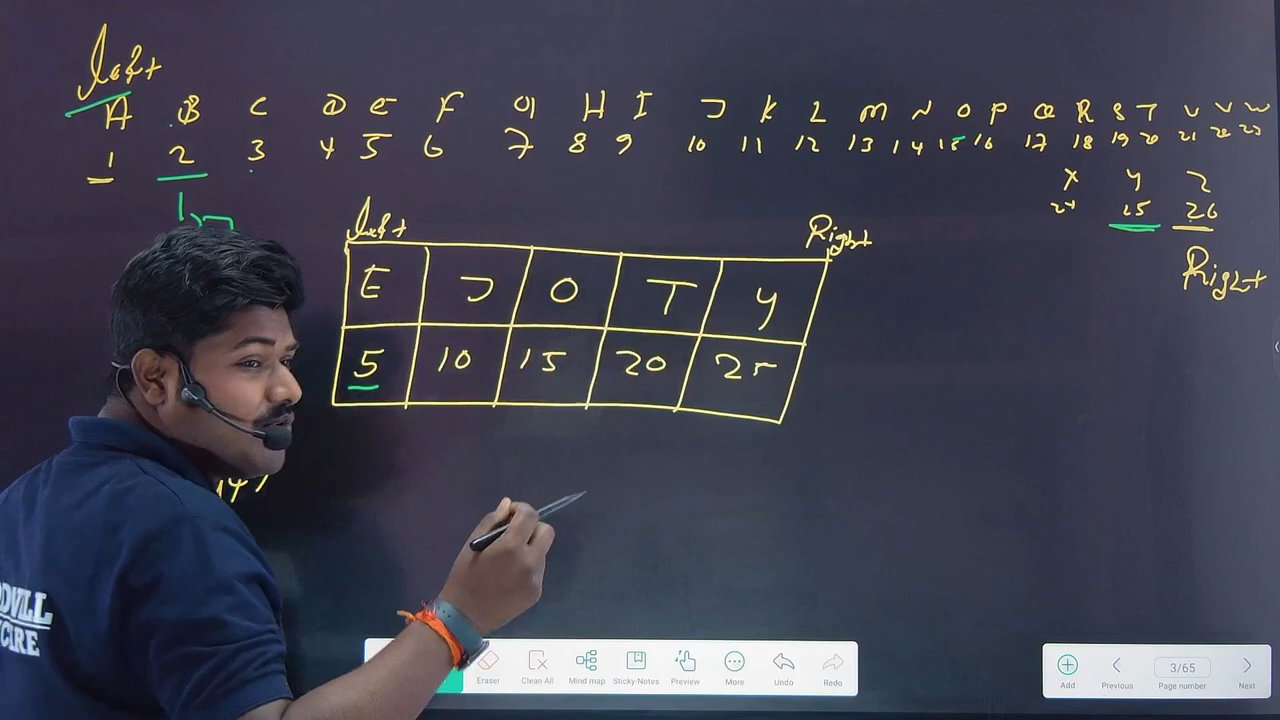 left
A B C D E F G H I J K L M N O P Q R S T U V W
1 2 3 4 5 6 7 8 9 10 11 12 13 14 15 16 17 18 19 20 21 22 23
X Y Z
24 25 26
left Right
Right
E J O T Y
5 10 15 20 25
14
Eraser Clean All Mind map Sticky-Notes Preview More Undo Redo
Add Previous 3/65 Page number Next